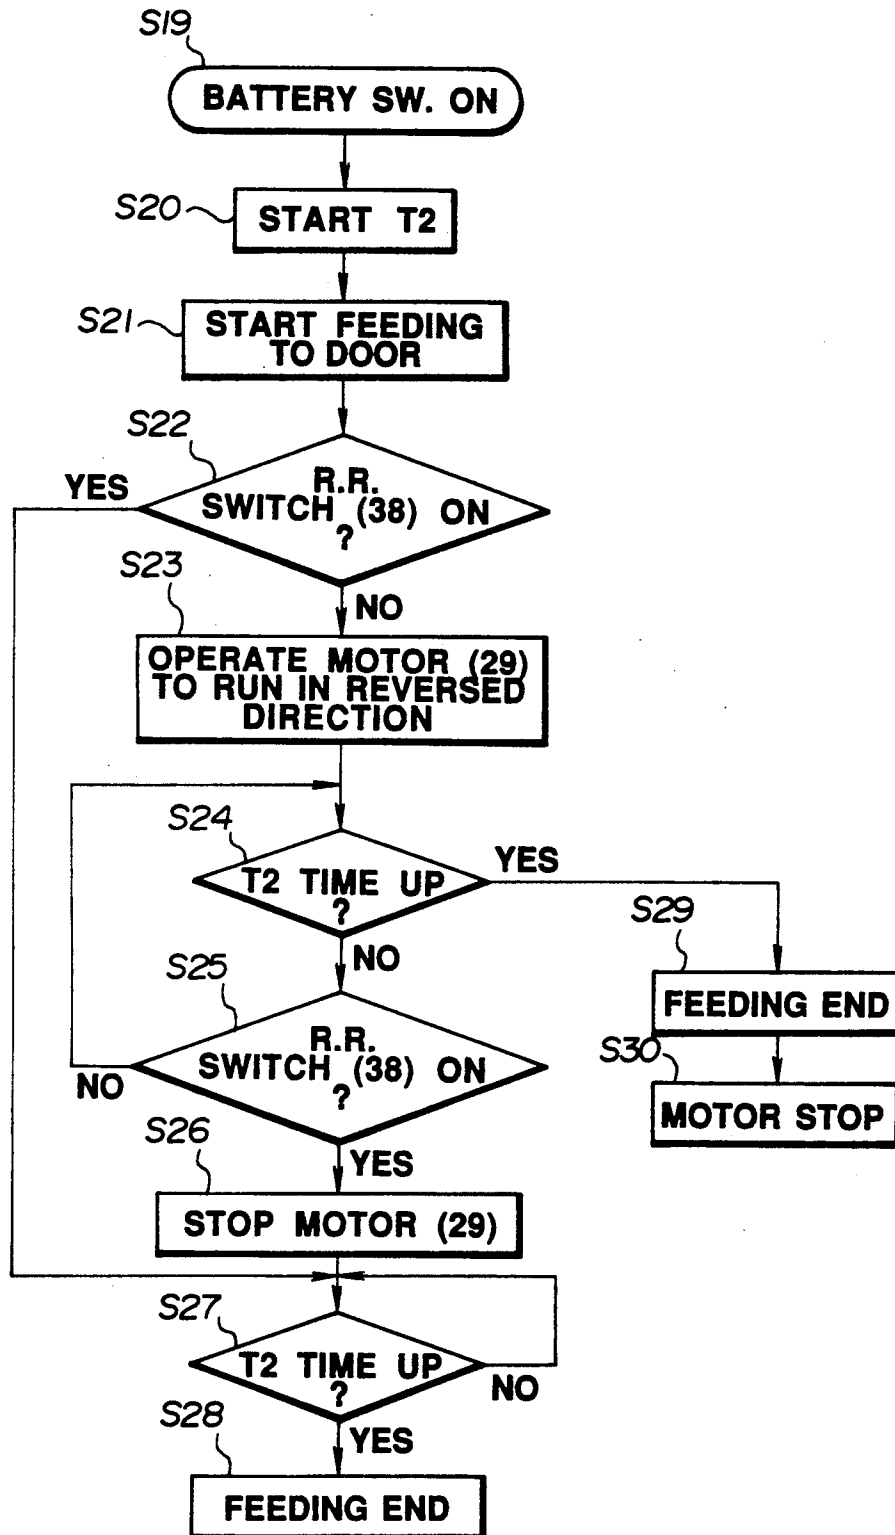 S19
BATTERY SW. ON
S20
START T2
S21
START FEEDING
TO DOOR
S22
YES
R.R.
SWITCH (38) ON
?
S23
NO
OPERATE MOTOR (29)
TO RUN IN REVERSED
DIRECTION
S24
T2 TIME UP
?
YES
S29
NO
FEEDING END
S25
R.R.
SWITCH (38) ON
?
NO
S30
MOTOR STOP
S26
YES
STOP MOTOR (29)
S27
T2 TIME UP
?
NO
S28
YES
FEEDING END